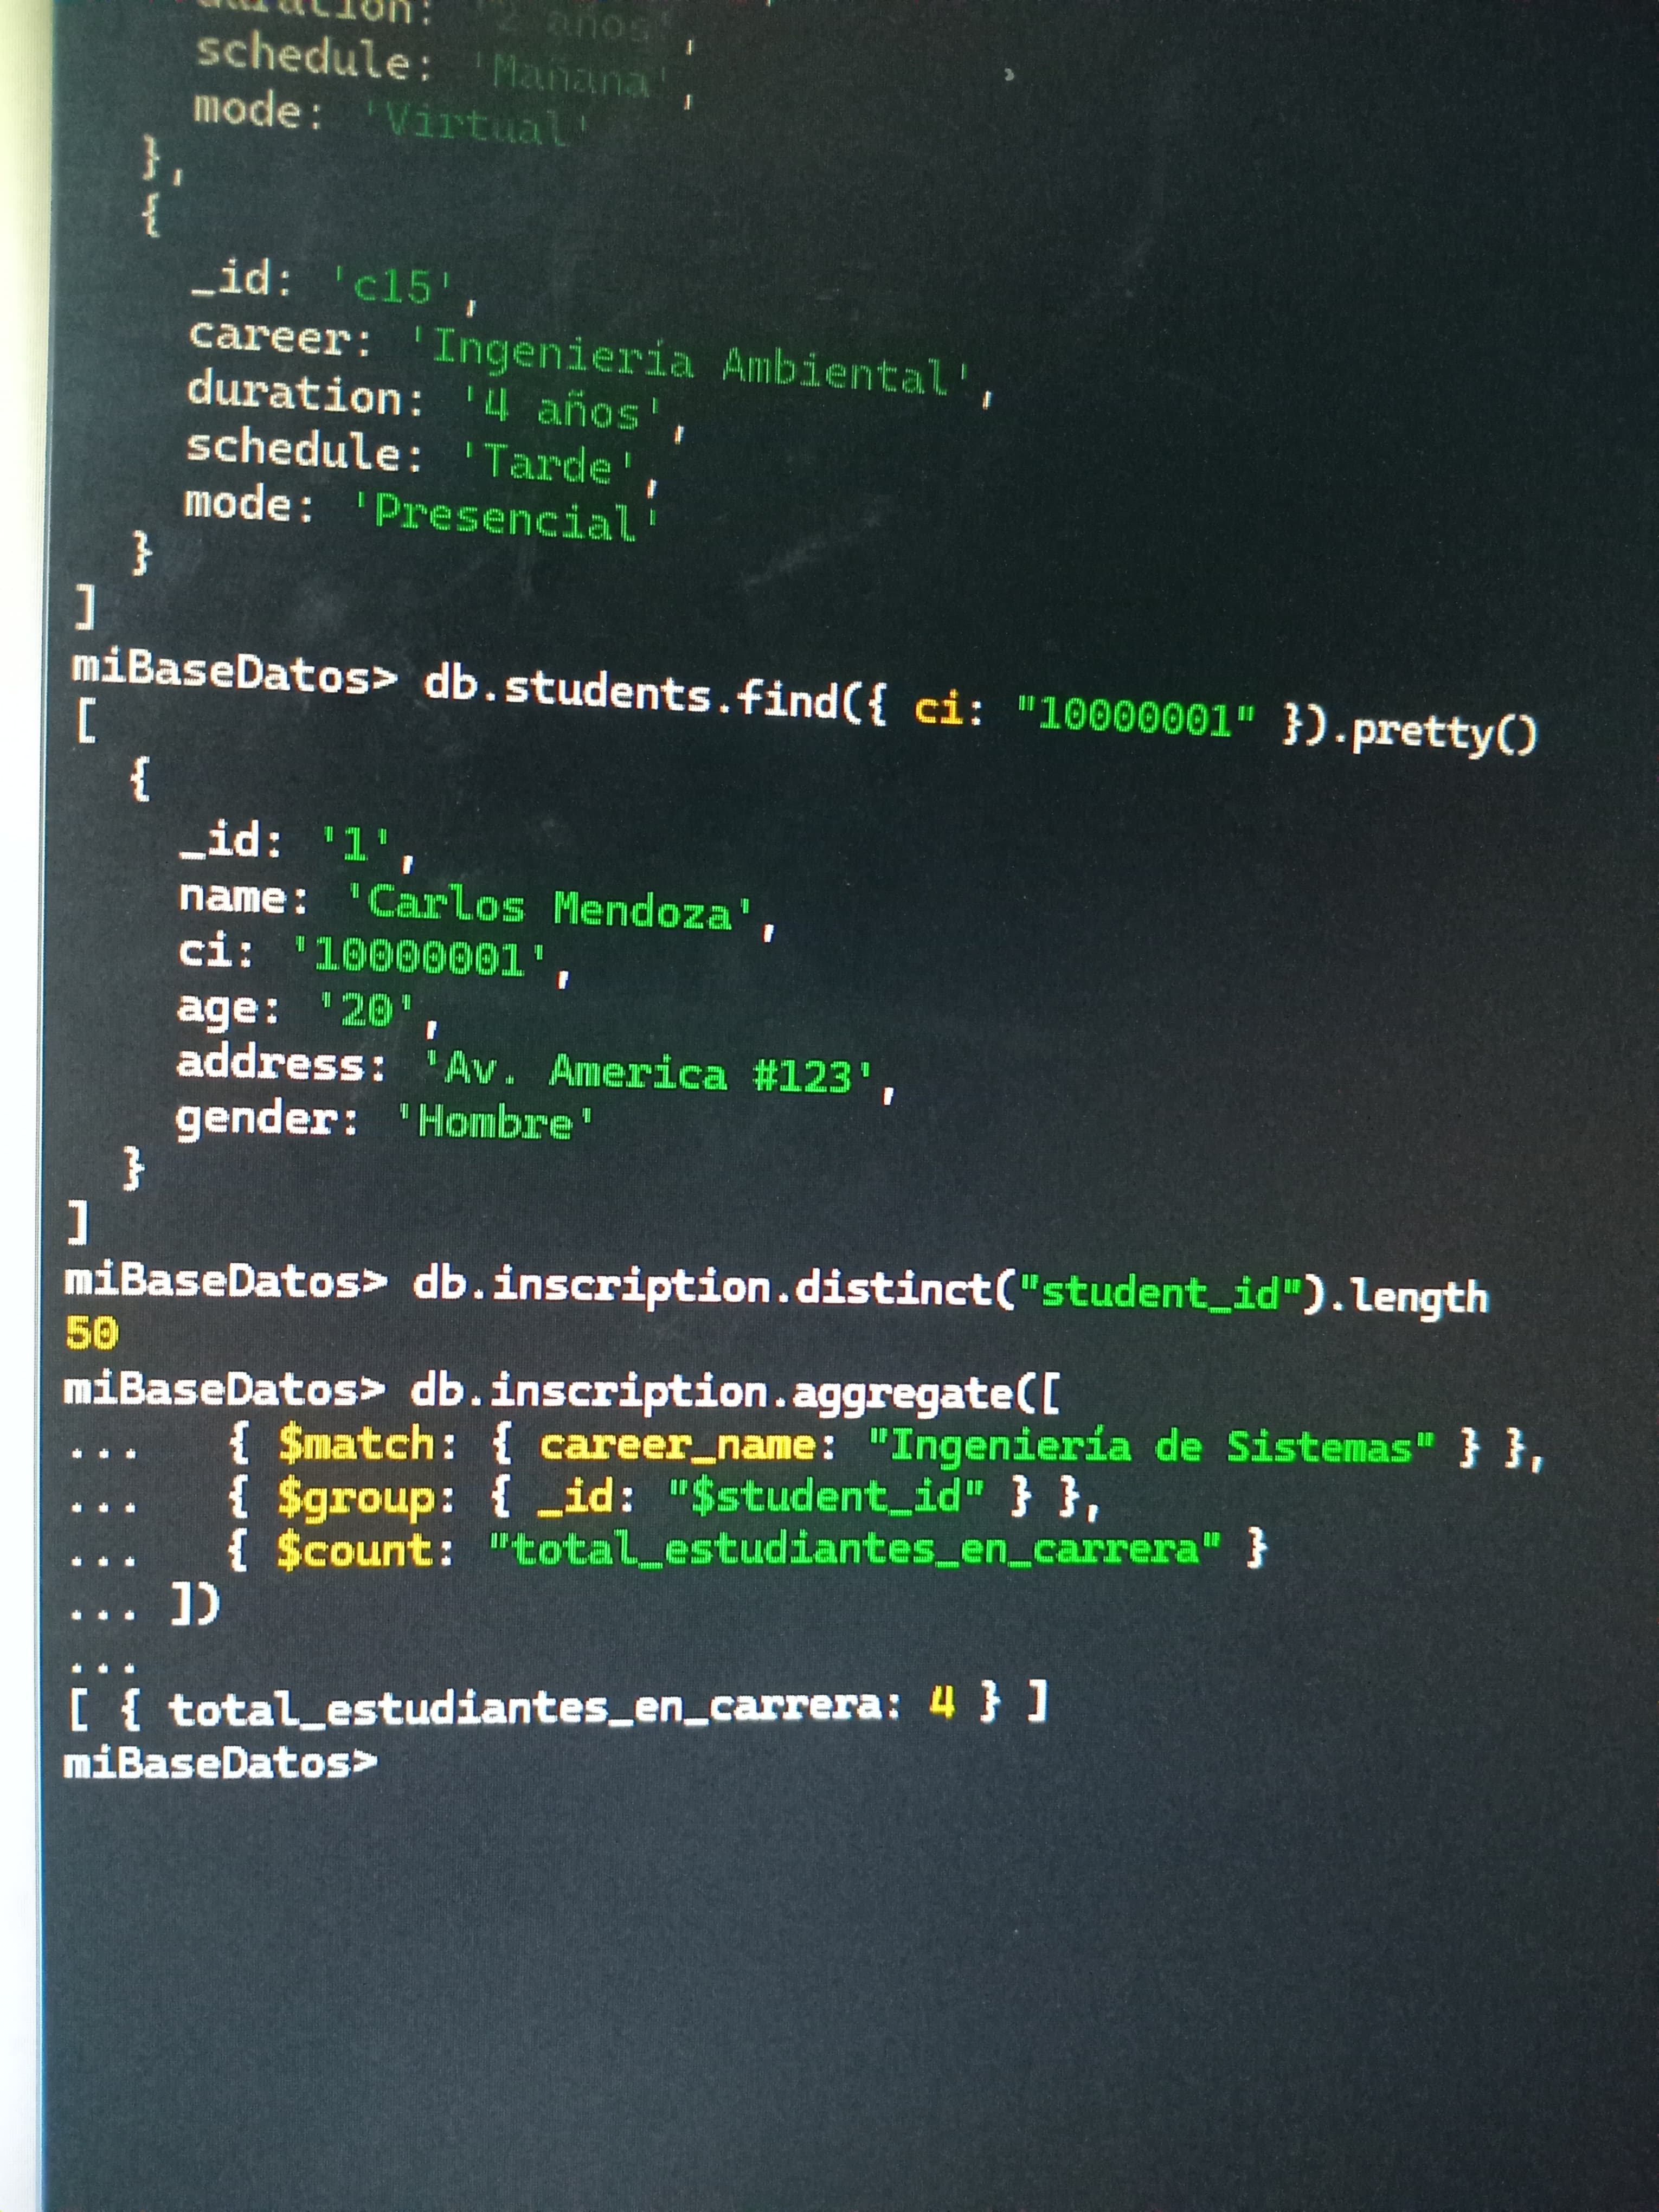 duration: '2 años',
schedule: 'Mañana',
mode: 'Virtual'
},
{
_id: 'c15',
career: 'Ingeniería Ambiental',
duration: '4 años',
schedule: 'Tarde',
mode: 'Presencial'
}
]
miBaseDatos> db.students.find({ ci: "10000001" }).pretty()
[
{
_id: '1',
name: 'Carlos Mendoza',
ci: '10000001',
age: '20',
address: 'Av. America #123',
gender: 'Hombre'
}
]
miBaseDatos> db.inscription.distinct("student_id").length
50
miBaseDatos> db.inscription.aggregate([
... { $match: { career_name: "Ingeniería de Sistemas" } },
... { $group: { _id: "$student_id" } },
... { $count: "total_estudiantes_en_carrera" }
... ])
...
[ { total_estudiantes_en_carrera: 4 } ]
miBaseDatos>